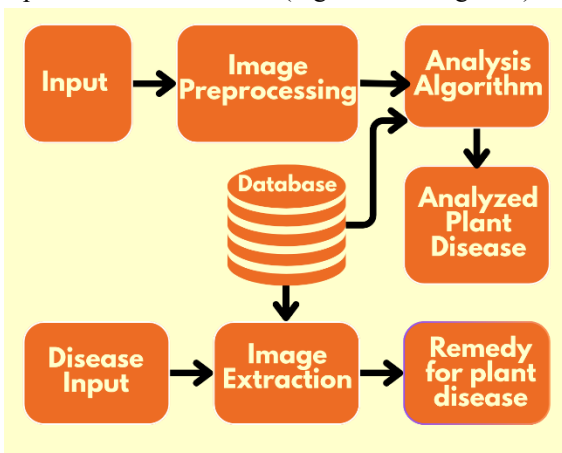 Input
Image
Preprocessing
Analysis
Algorithm
Database
Analyzed
Plant
Disease
Disease
Input
Image
Extraction
Remedy
for plant
disease